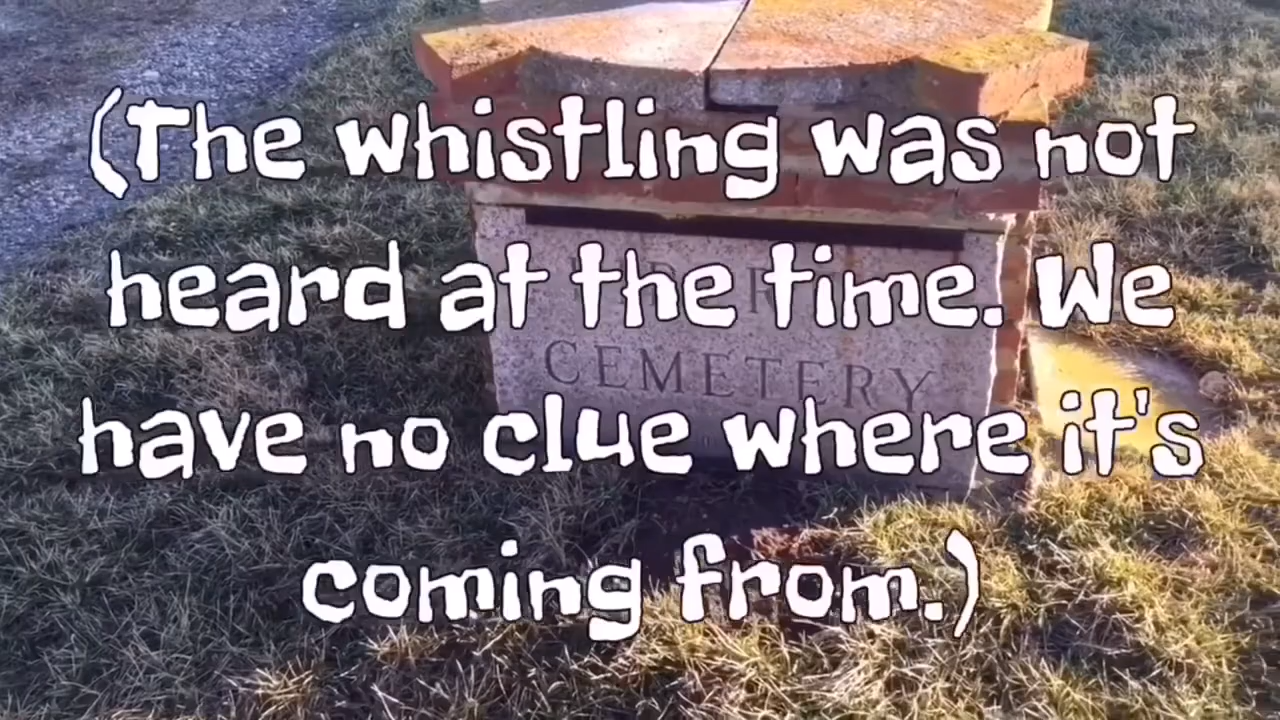 (The whistling was not
heard at the time. We
CEMETERY
have no clue where it's
coming from.)